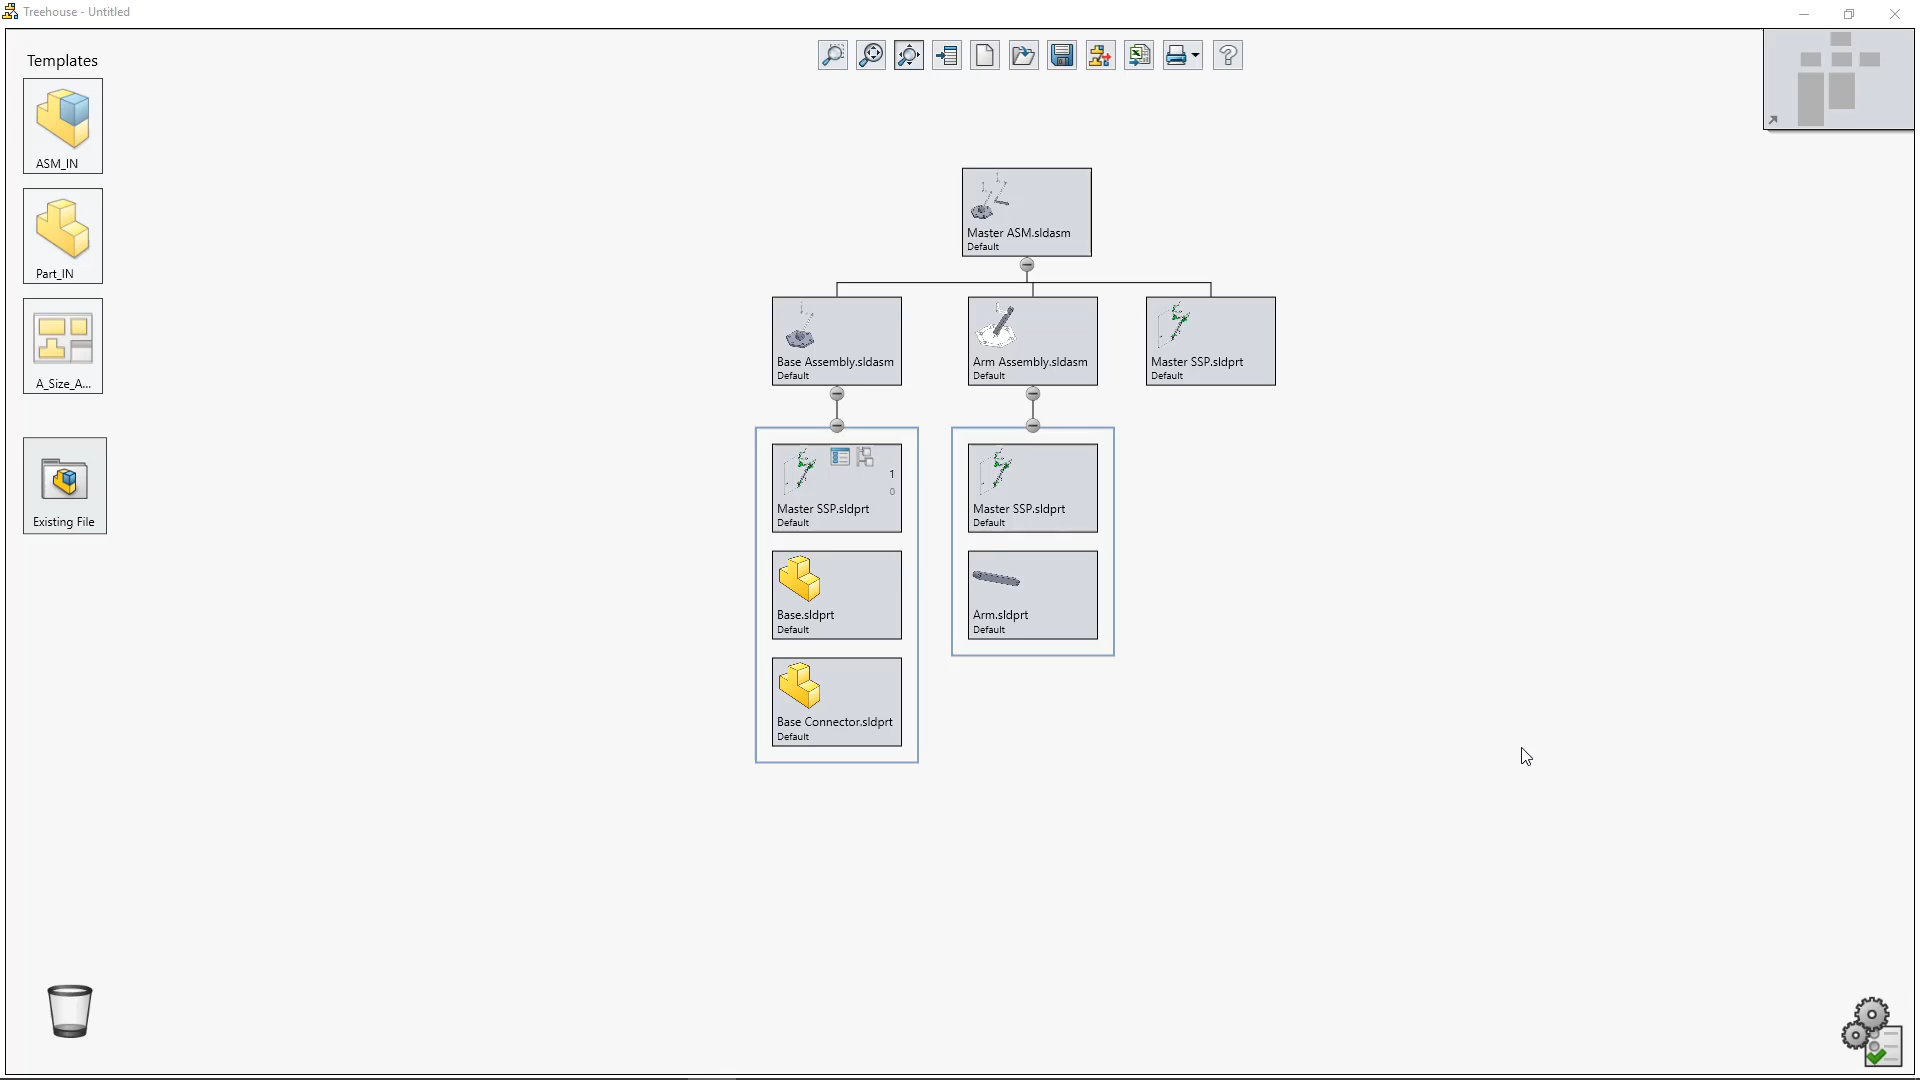 Treehouse - Untitled
Templates
ASM_IN
Part_IN
A_Size_A...
Existing File
Master ASM.sldasm
Default
Base Assembly.sldasm
Default
Arm Assembly.sldasm
Default
Master SSP.sldprt
Default
1
0
Master SSP.sldprt
Default
Master SSP.sldprt
Default
Base.sldprt
Default
Arm.sldprt
Default
Base Connector.sldprt
Default